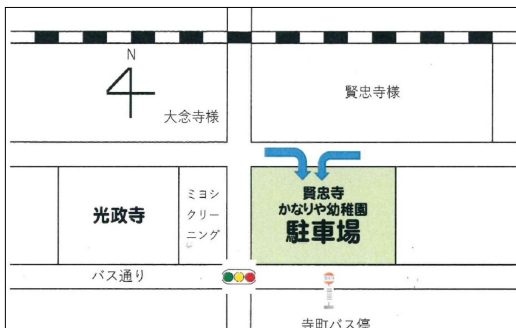 N
大念寺様
賢忠寺様
光政寺
ミヨシ
クリー
ニング
賢忠寺
かなりや幼稚園
駐車場
バス通り
寺町バス停